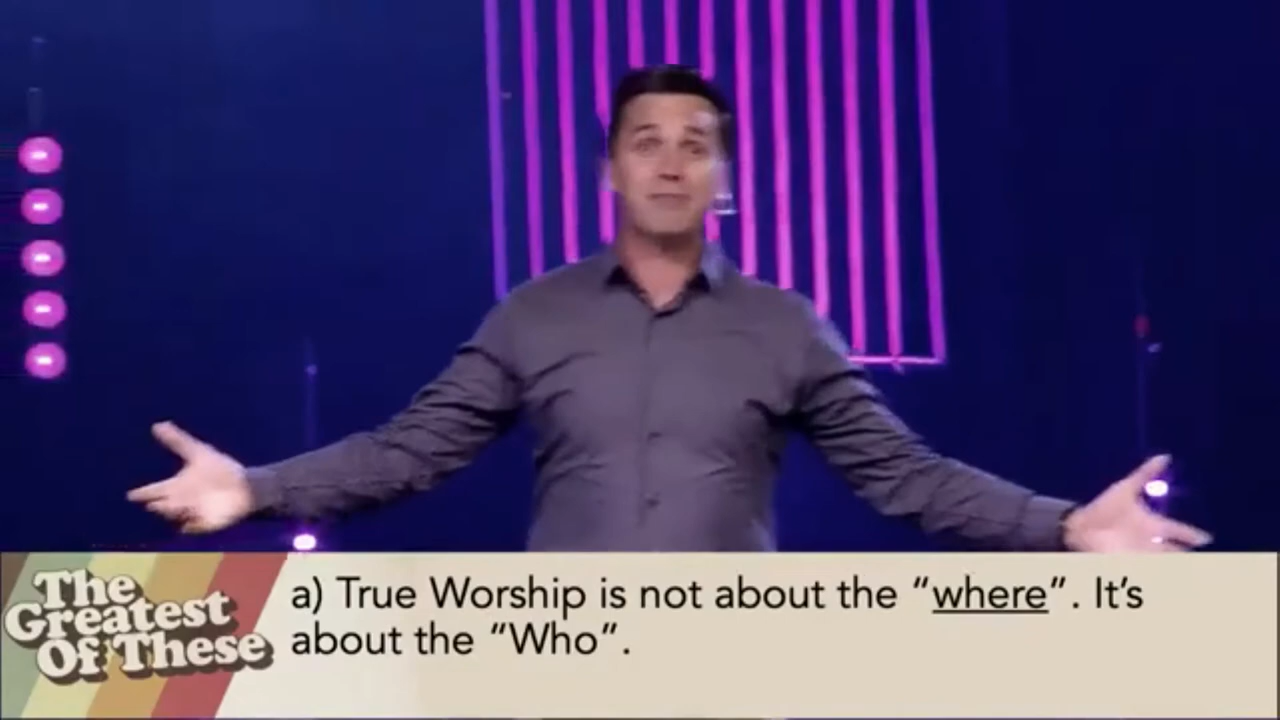 The
Greatest
Of These
a) True Worship is not about the “where”. It’s
about the “Who”.